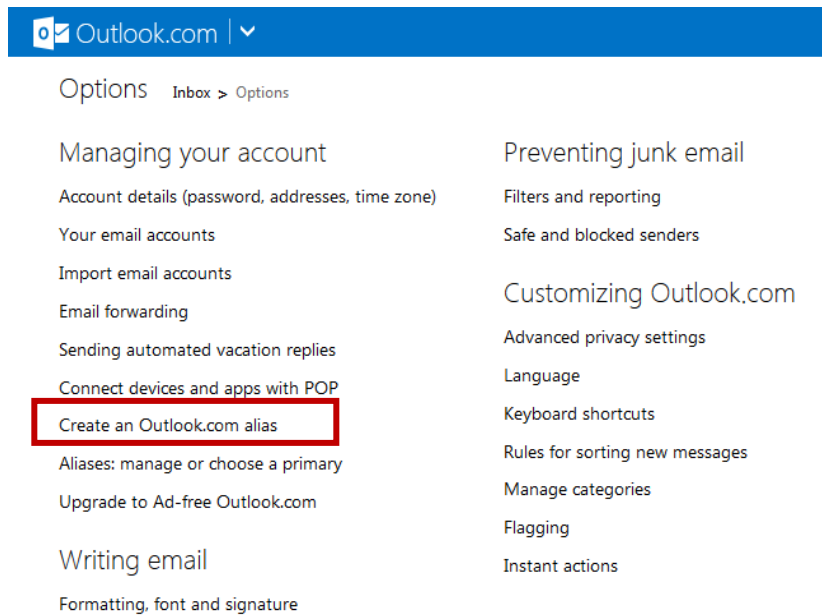 Outlook.com
Options Inbox > Options
Managing your account
Account details (password, addresses, time zone)
Your email accounts
Import email accounts
Email forwarding
Sending automated vacation replies
Connect devices and apps with POP
Create an Outlook.com alias
Aliases: manage or choose a primary
Upgrade to Ad-free Outlook.com
Writing email
Formatting, font and signature
Preventing junk email
Filters and reporting
Safe and blocked senders
Customizing Outlook.com
Advanced privacy settings
Language
Keyboard shortcuts
Rules for sorting new messages
Manage categories
Flagging
Instant actions